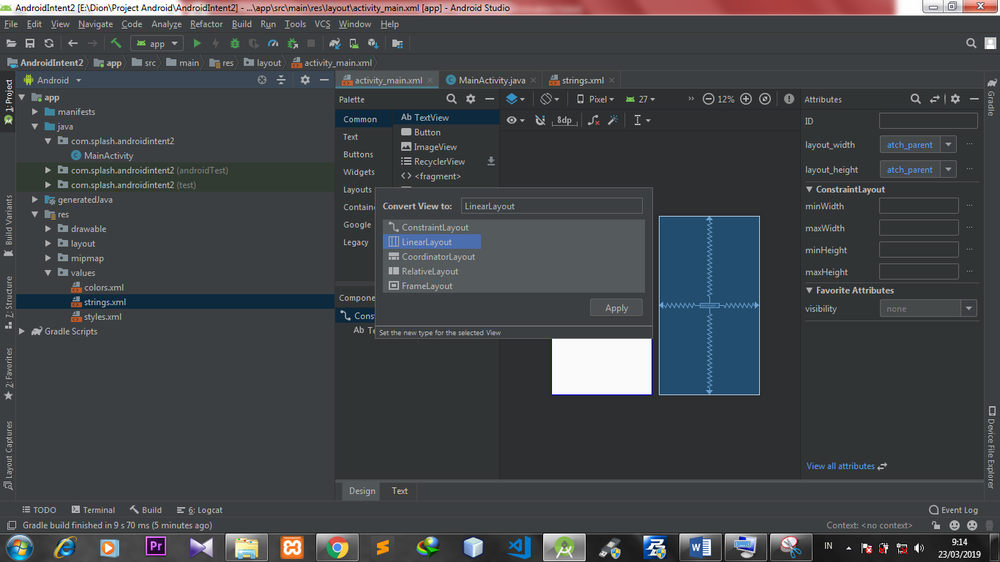 AndroidIntent2 [E:\Dion\Project Android\AndroidIntent2] - ...\app\src\main\res\layout\activity_main.xml [app] - Android Studio
File Edit View Navigate Code Analyze Refactor Build Run Tools VCS Window Help
app
AndroidIntent2 app src main res layout activity_main.xml
1: Project
Build Variants
7: Structure
2: Favorites
Layout Captures
Android
app
manifests
java
com.splash.androidintent2
MainActivity
com.splash.androidintent2 (androidTest)
com.splash.androidintent2 (test)
generatedJava
res
drawable
layout
mipmap
values
colors.xml
strings.xml
styles.xml
Gradle Scripts
activity_main.xml MainActivity.java strings.xml
Palette
Common
Text
Buttons
Widgets
Layouts
Contain
Google
Legacy
Ab TextView
Button
ImageView
RecyclerView
<> <fragment>
Compone
Const
Ab Te
Pixel 27 » 12%
8dp
Convert View to: LinearLayout
ConstraintLayout
LinearLayout
CoordinatorLayout
RelativeLayout
FrameLayout
Apply
Set the new type for the selected View
Design Text
Attributes
ID
layout_width atch_parent ...
layout_height atch_parent ...
ConstraintLayout
minWidth ...
maxWidth ...
minHeight ...
maxHeight ...
Favorite Attributes
visibility none
View all attributes
Gradle
Device File Explorer
TODO Terminal Build 6: Logcat Event Log
Gradle build finished in 9 s 70 ms (5 minutes ago) Context: <no context>
Pr
W
IN
9:14
23/03/2019